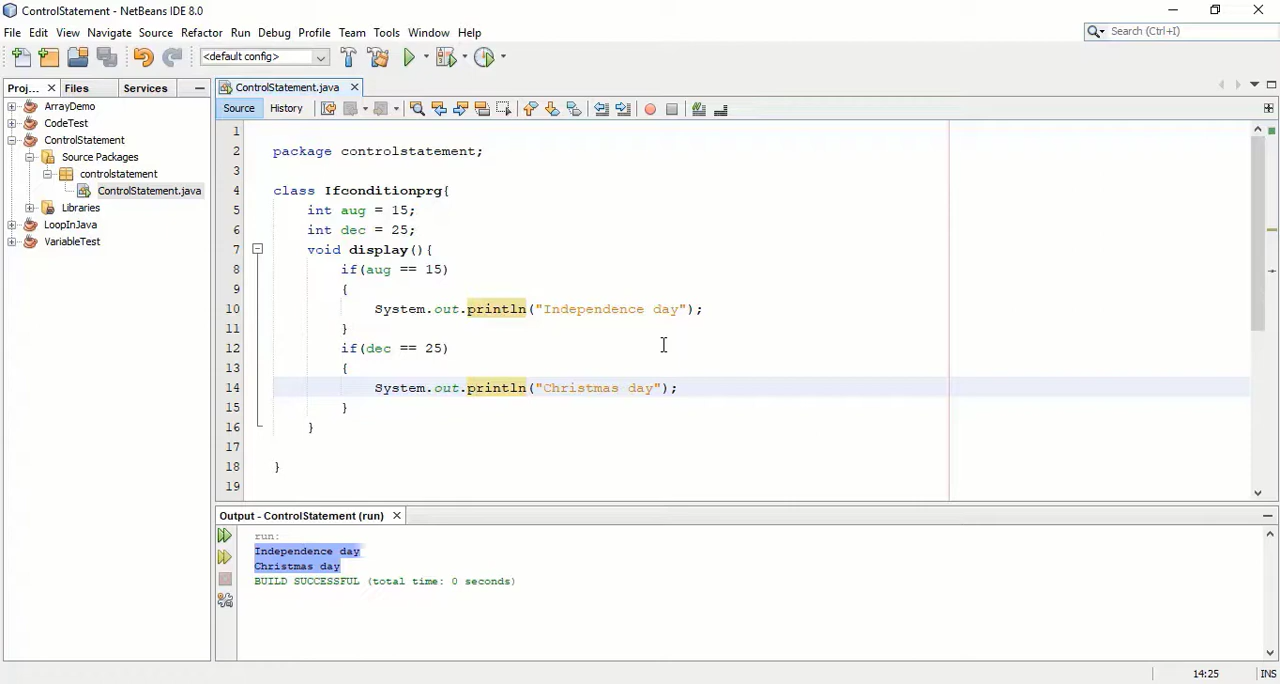 ControlStatement - NetBeans IDE 8.0
File Edit View Navigate Source Refactor Run Debug Profile Team Tools Window Help
Search (Ctrl+I)
<default config>
Proj... Files Services
ControlStatement.java
ArrayDemo
CodeTest
ControlStatement
Source Packages
controlstatement
ControlStatement.java
Libraries
LoopInJava
VariableTest
Source History
1
2 package controlstatement;
3
4 class Ifconditionprg{
5 int aug = 15;
6 int dec = 25;
7 void display(){
8 if(aug == 15)
9 {
10 System.out.println("Independence day");
11 }
12 if(dec == 25)
13 {
14 System.out.println("Christmas day");
15 }
16 }
17
18 }
19
Output - ControlStatement (run)
run:
Independence day
Christmas day
BUILD SUCCESSFUL (total time: 0 seconds)
14:25 INS